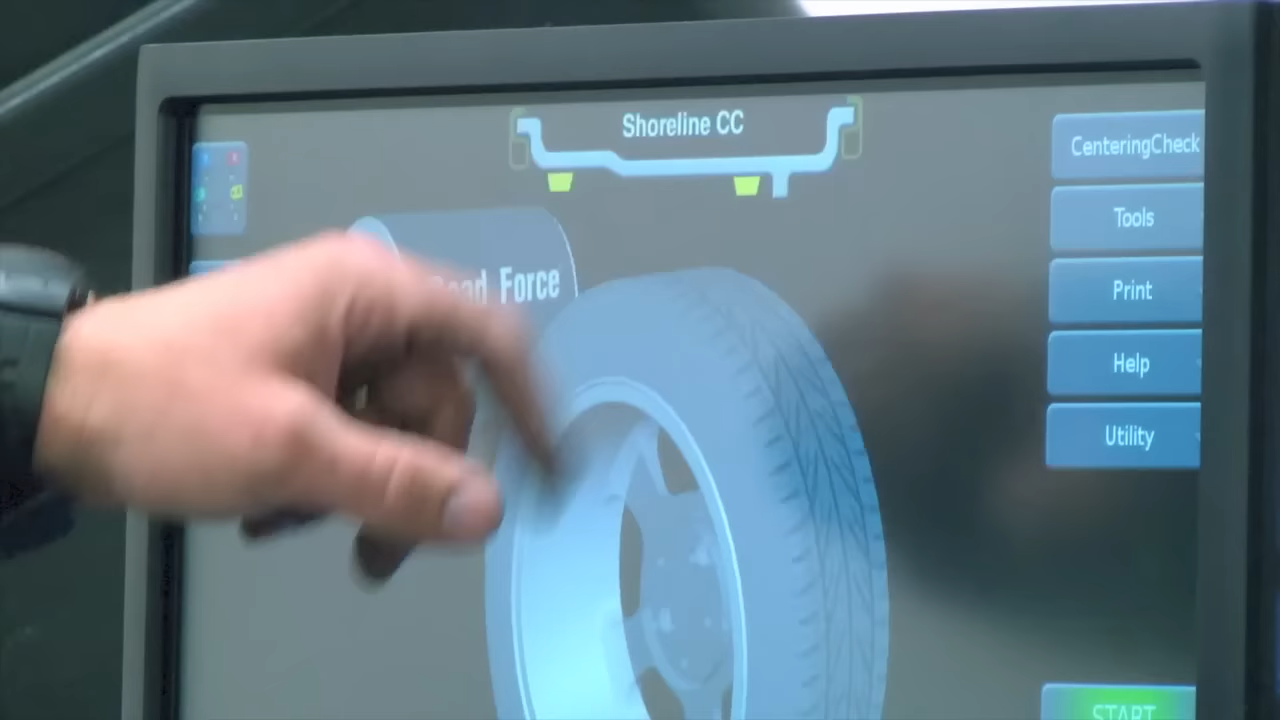 Shoreline CC
CenteringCheck
Tools
Force
Print
Help
Utility
START